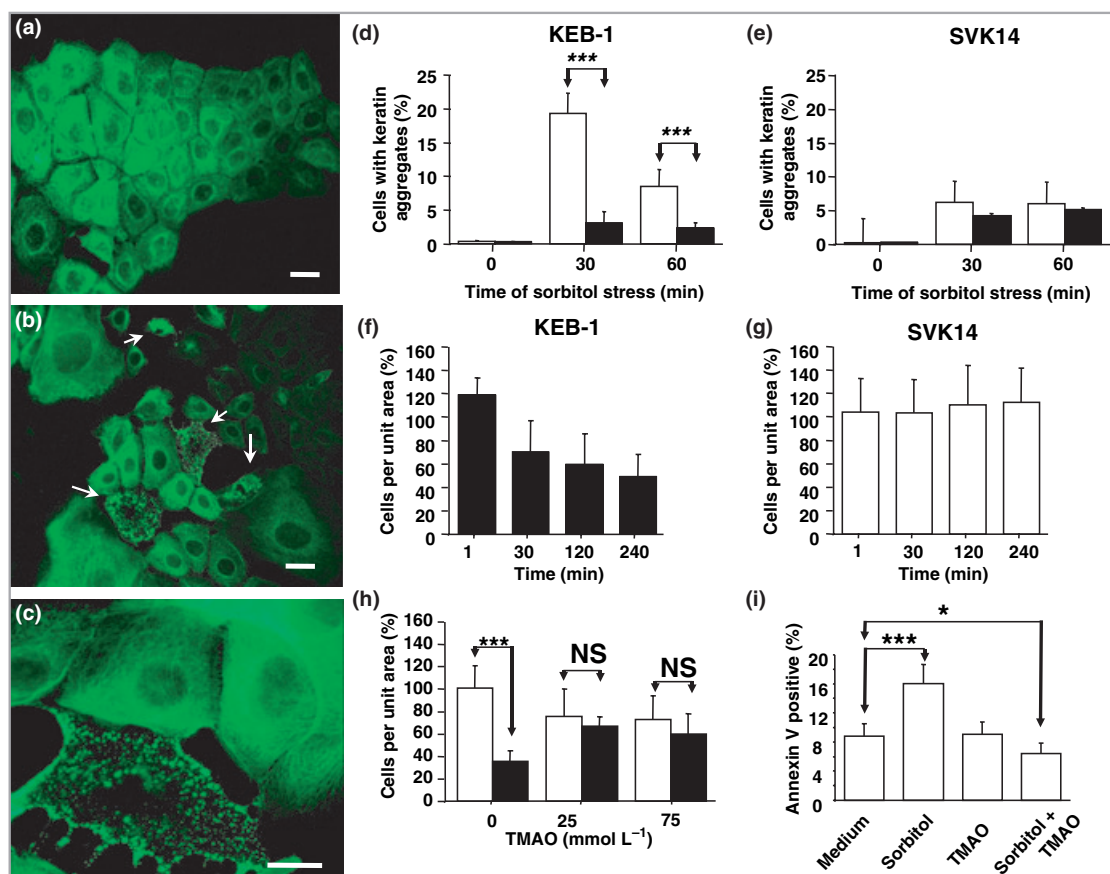 (a)
(b)
(c)
(d)
KEB-1
Cells with keratin
aggregates (%)
25
20
15
10
5
0
***
***
0 30 60
Time of sorbitol stress (min)
(e)
SVK14
Cells with keratin
aggregates (%)
25
20
15
10
5
0
0 30 60
Time of sorbitol stress (min)
(f)
KEB-1
Cells per unit area (%)
160
140
120
100
80
60
40
20
0
1 30 120 240
Time (min)
(g)
SVK14
Cells per unit area (%)
160
140
120
100
80
60
40
20
0
1 30 120 240
Time (min)
(h)
Cells per unit area (%)
160
140
120
100
80
60
40
20
0
***
NS
NS
0 25 75
TMAO (mmol L⁻¹)
(i)
Annexin V positive (%)
20
16
12
8
4
0
*
***
Medium
Sorbitol
TMAO
Sorbitol +
TMAO